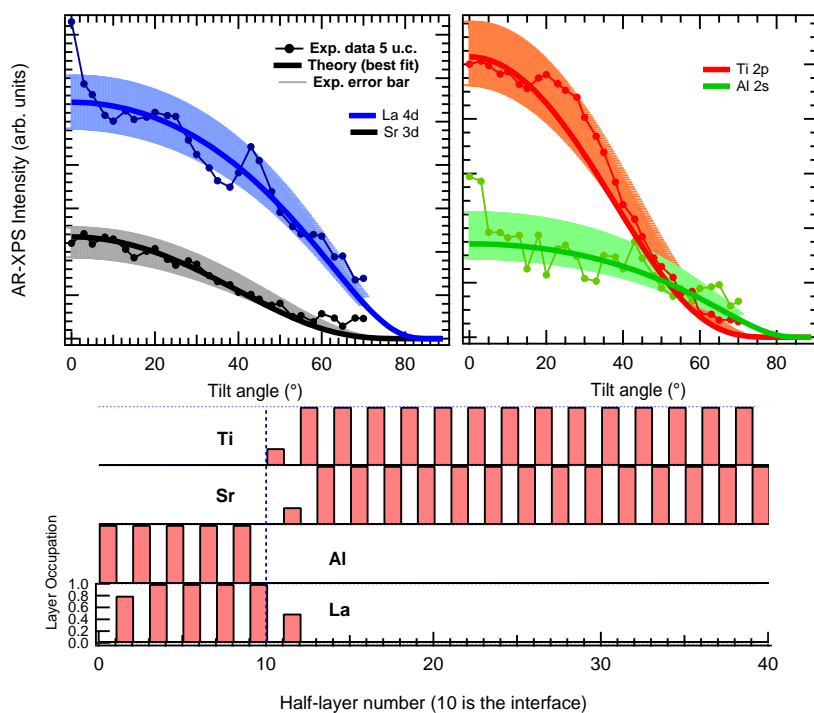 AR-XPS Intensity (arb. units)
Exp. data 5 u.c.
Theory (best fit)
Exp. error bar
La 4d
Sr 3d
0 20 40 60 80
Tilt angle (°)
Ti 2p
Al 2s
0 20 40 60 80
Tilt angle (°)
Ti
Sr
Al
La
Layer Occupation
1.0
0.8
0.6
0.4
0.2
0.0
0 10 20 30 40
Half-layer number (10 is the interface)